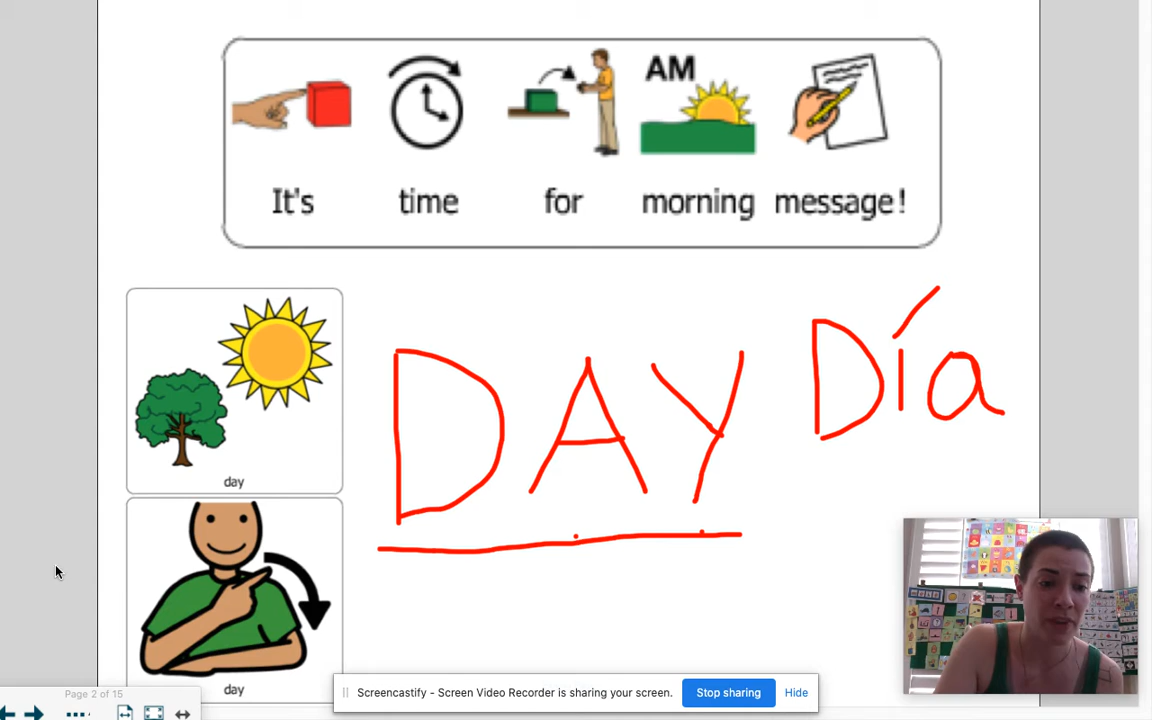 AM
It's time for morning message!
day
DAY Día
day
Page 2 of 15
Screencastify - Screen Video Recorder is sharing your screen. Stop sharing Hide